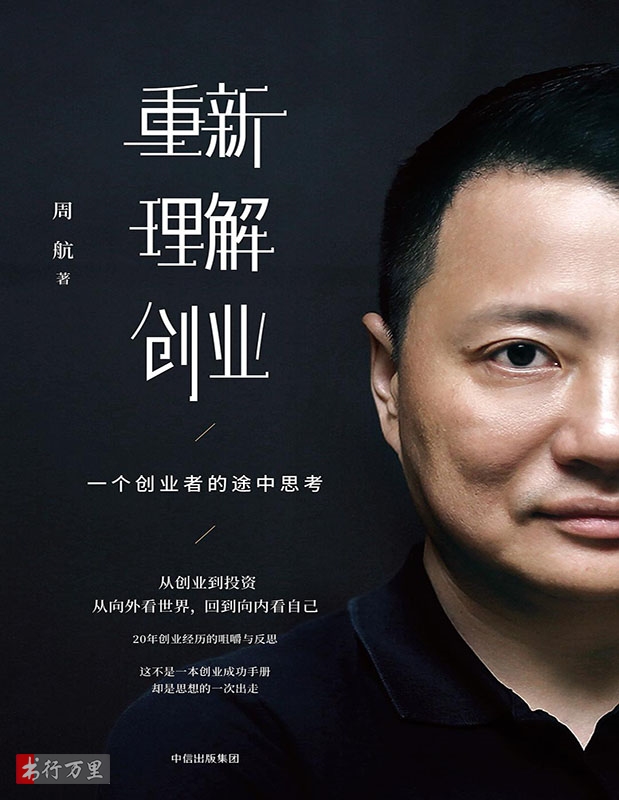 重新
理解
创业
周航 著
一个创业者的途中思考
从创业到投资
从向外看世界，回到向内看自己
20年创业经历的咀嚼与反思
这不是一本创业成功手册
却是思想的一次出走
中信出版集团
书行万里